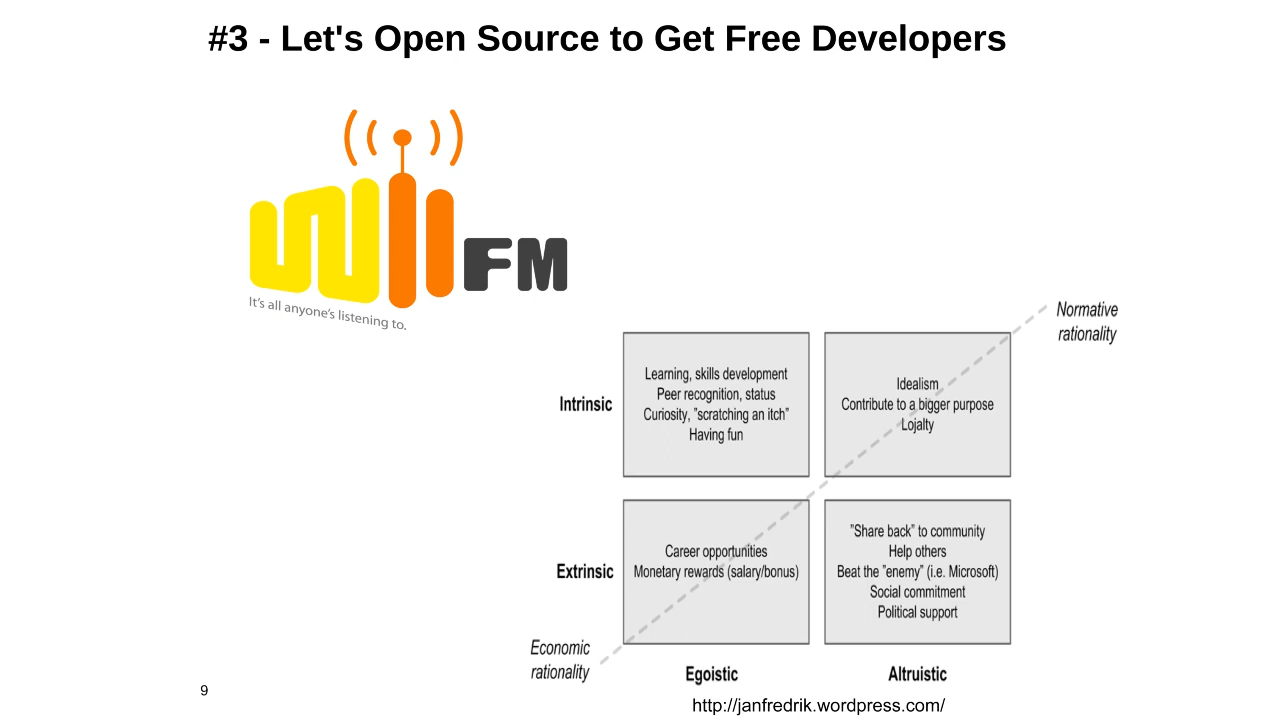 #3 - Let's Open Source to Get Free Developers
WIIFM
It's all anyone's listening to.
Normative
rationality
Intrinsic
Learning, skills development
Peer recognition, status
Curiosity, ”scratching an itch”
Having fun
Idealism
Contribute to a bigger purpose
Lojalty
Extrinsic
Career opportunities
Monetary rewards (salary/bonus)
”Share back” to community
Help others
Beat the ”enemy” (i.e. Microsoft)
Social commitment
Political support
Economic
rationality
Egoistic
Altruistic
9
http://janfredrik.wordpress.com/